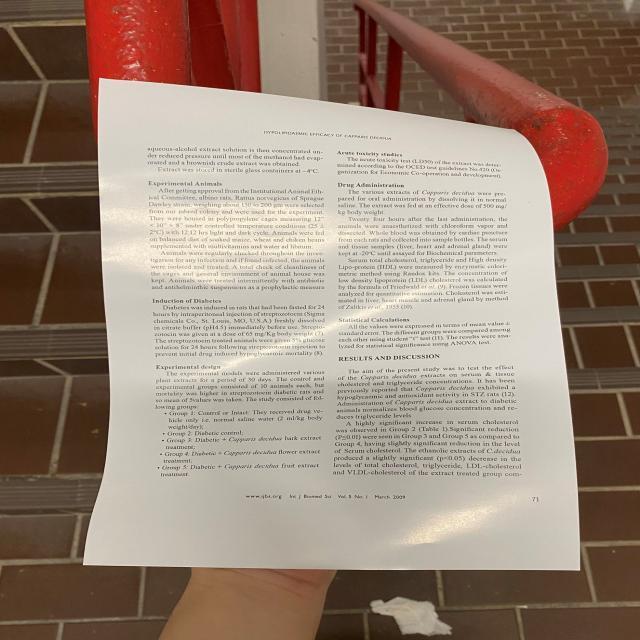 HYPOLIPIDAEMIC EFFICACY OF CAPPARIS DECIDUA
aqueous-alcohol extract solution is then concentrated un-
der reduced pressure until most of the methanol had evap-
orated and a brownish crude extract was obtained.
Extract was stored in sterile glass containers at −4°C.
Experimental Animals
After getting approval from the Institutional Animal Eth-
ical Committee, albino rats, Rattus norvegicus of Sprague
Dawley strain, weighing about 150 to 200 gm were selected
from our inbred colony and were used for the experiment.
They were housed in polypropylene cages measuring 12"
× 10" × 8" under controlled temperature conditions (25 ±
2°C) with 12:12 hrs light and dark cycle. Animals were fed
on balanced diet of soaked maize, wheat and chiken beans
supplemented with multivitamin and water ad libitum.
Animals were regularly checked throughout the inves-
tigation for any infection and if found infected, the animals
were isolated and treated. A total check of cleanliness of
the cages and general environment of animal house was
kept. Animals were treated intermittently with antibiotic
and antihelminthic suspensions as a prophylactic measure
Induction of Diabetes
Diabetes was induced in rats that had been fasted for 24
hours by intraperitoneal injection of streptozotocin (Sigma
chemicals Co., St. Louis, MO, U.S.A.) freshly dissolved
in citrate buffer (pH4.5) immediately before use. Strepto-
zotocin was given at a dose of 65 mg/Kg body weight (7).
The streptozotocin treated animals were given 5% glucose
solution for 24 hours following streptozotocin injection to
prevent initial drug induced hypoglycemic mortality (8).
Experimental design
The experimental models were administered various
plant extracts for a period of 30 days. The control and
experimental groups consisted of 10 animals each, but
mortality was higher in streptozotocin diabetic rats and
so mean of 5values was taken. The study consisted of fol-
lowing groups:
• Group 1: Control or Intact: They received drug ve-
hicle only i.e. normal saline water (2 ml/kg body
weight/day);
• Group 2: Diabetic control;
• Group 3: Diabetic + Capparis decidua bark extract
treatment;
• Group 4: Diabetic + Capparis decidua flower extract
treatment;
• Group 5: Diabetic + Capparis decidua fruit extract
treatment.
Acute toxicity studies
The acute toxicity test (LD50) of the extract was deter-
mined according to the OCED test guidelines No.420 (Or-
ganization for Economic Co-operation and development).
Drug Administration
The various extracts of Capparis decidua were pre-
pared for oral administration by dissolving it in normal
saline. The extract was fed at an effective dose of 500 mg/
kg body weight.
Twenty four hours after the last administration, the
animals were anaesthetized with chloroform vapor and
dissected. Whole blood was obtained by cardiac pressure
from each rats and collected into sample bottles. The serum
and tissue samples (liver, heart and adrenal gland) were
kept at -20°C until assayed for Biochemical parameters.
Serum total cholesterol, triglyceride and High density
Lipo-protein (HDL) were measured by enzymatic colori-
metric method using Randox kits. The concentration of
low density lipoprotein (LDL) cholesterol was calculated
by the formula of Friedwald et al. (9). Frozen tissues were
analyzed for quantitative estimation. Cholesterol was esti-
mated in liver, heart muscle and adrenal gland by method
of Zalkis et al., 1953 (10).
Statistical Calculations
All the values were expressed in terms of mean value ±
standard error. The different groups were compared among
each other using student "t" test (11). The results were ana-
lyzed for statistical significance using ANOVA test.
RESULTS AND DISCUSSION
The aim of the present study was to test the effect
of the Capparis decidua extracts on serum & tissue
cholesterol and triglyceride concentrations. It has been
previously reported that Capparis decidua exhibited a
hypoglycaemic and antioxidant activity in STZ rats (12).
Administration of Capparis decidua extract to diabetic
animals normalizes blood glucose concentration and re-
duces triglyceride levels
A highly significant increase in serum cholesterol
was observed in Group 2 (Table 1).Significant reduction
(P≤0.01) were seen in Group 3 and Group 5 as compared to
Group 4, having slightly significant reduction in the level
of Serum cholesterol. The ethanolic extracts of C.decidua
produced a slightly significant (p<0.05) decrease in the
levels of total cholesterol, triglyceride, LDL-cholesterol
and VLDL-cholesterol of the extract treated group com-
www.ijbs.org Int J Biomed Sci Vol. 5 No. 1 March 2009 71